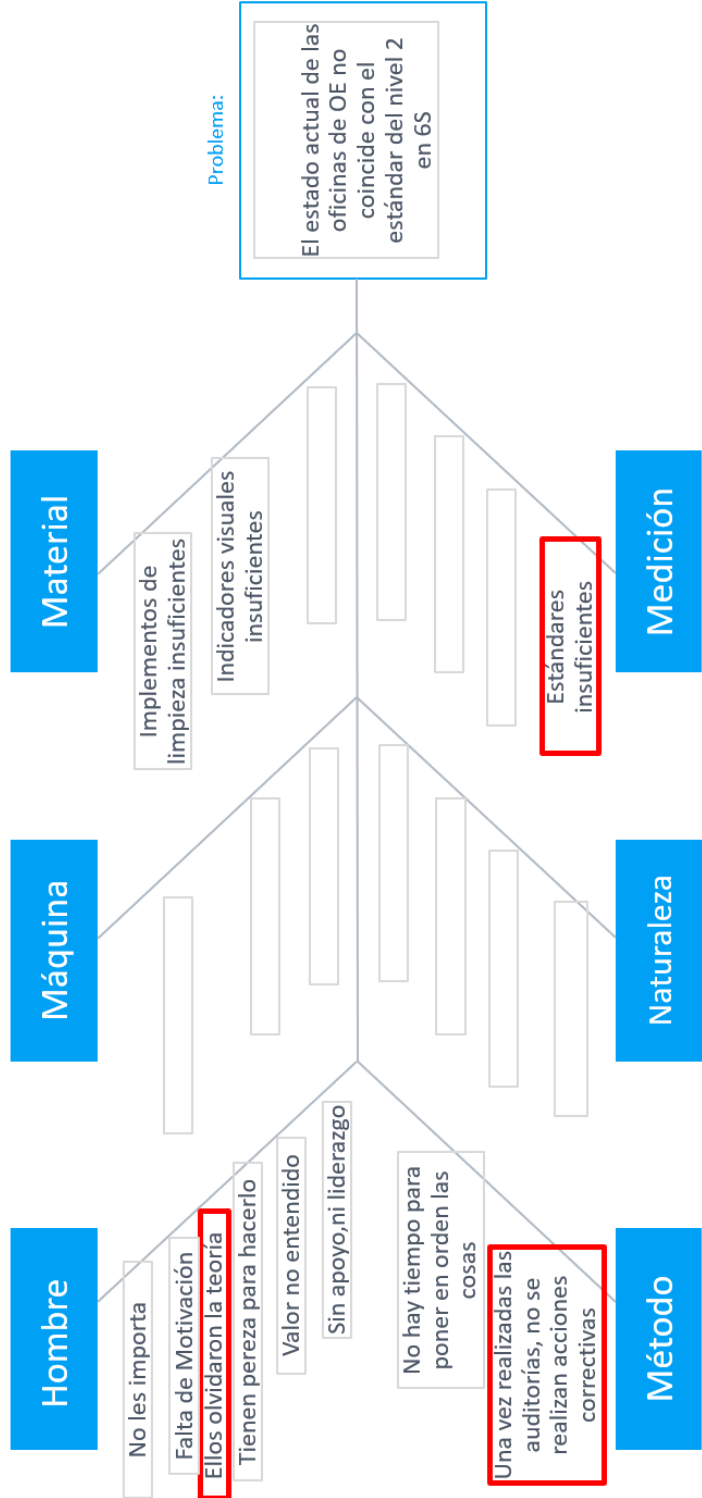 Hombre
Máquina
Material
No les importa
Falta de Motivación
Ellos olvidaron la teoría
Tienen pereza para hacerlo
Valor no entendido
Sin apoyo,ni liderazgo
Implementos de
limpieza insuficientes
Indicadores visuales
insuficientes
Problema:
El estado actual de las
oficinas de OE no
coincide con el
estándar del nivel 2
en 6S
No hay tiempo para
poner en orden las
cosas
Una vez realizadas las
auditorías, no se
realizan acciones
correctivas
Estándares
insuficientes
Método
Naturaleza
Medición